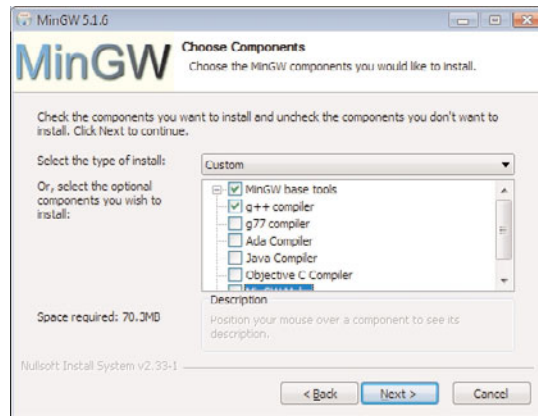 MinGW 5.1.6
MinGW
Choose Components
Choose the MinGW components you would like to install.
Check the components you want to install and uncheck the components you don't want to
install. Click Next to continue.
Select the type of install:
Custom
Or, select the optional
components you wish to
install:
MinGW base tools
g++ compiler
g77 compiler
Ada Compiler
Java Compiler
Objective C Compiler
Space required: 70.3MB
Description
Position your mouse over a component to see its
description.
Nullsoft Install System v2.33-1
< Back
Next >
Cancel